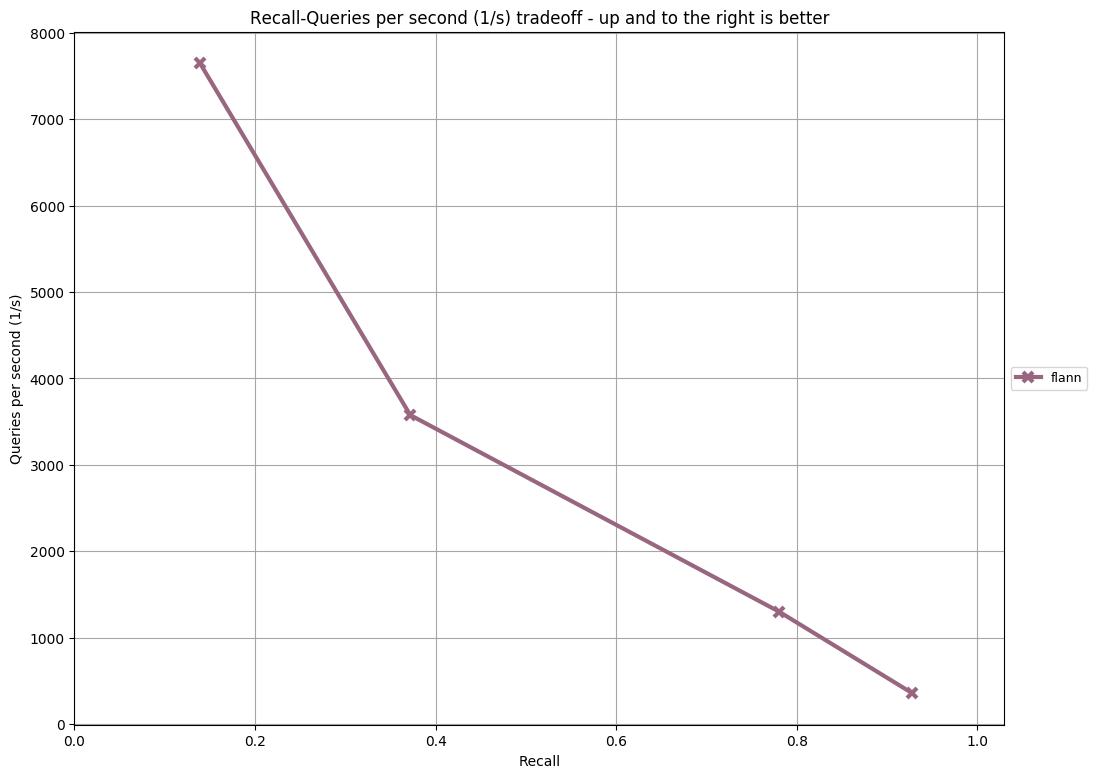 Recall-Queries per second (1/s) tradeoff - up and to the right is better
8000
7000
6000
5000
4000
3000
2000
1000
0
Queries per second (1/s)
0.0 0.2 0.4 0.6 0.8 1.0
Recall
flann